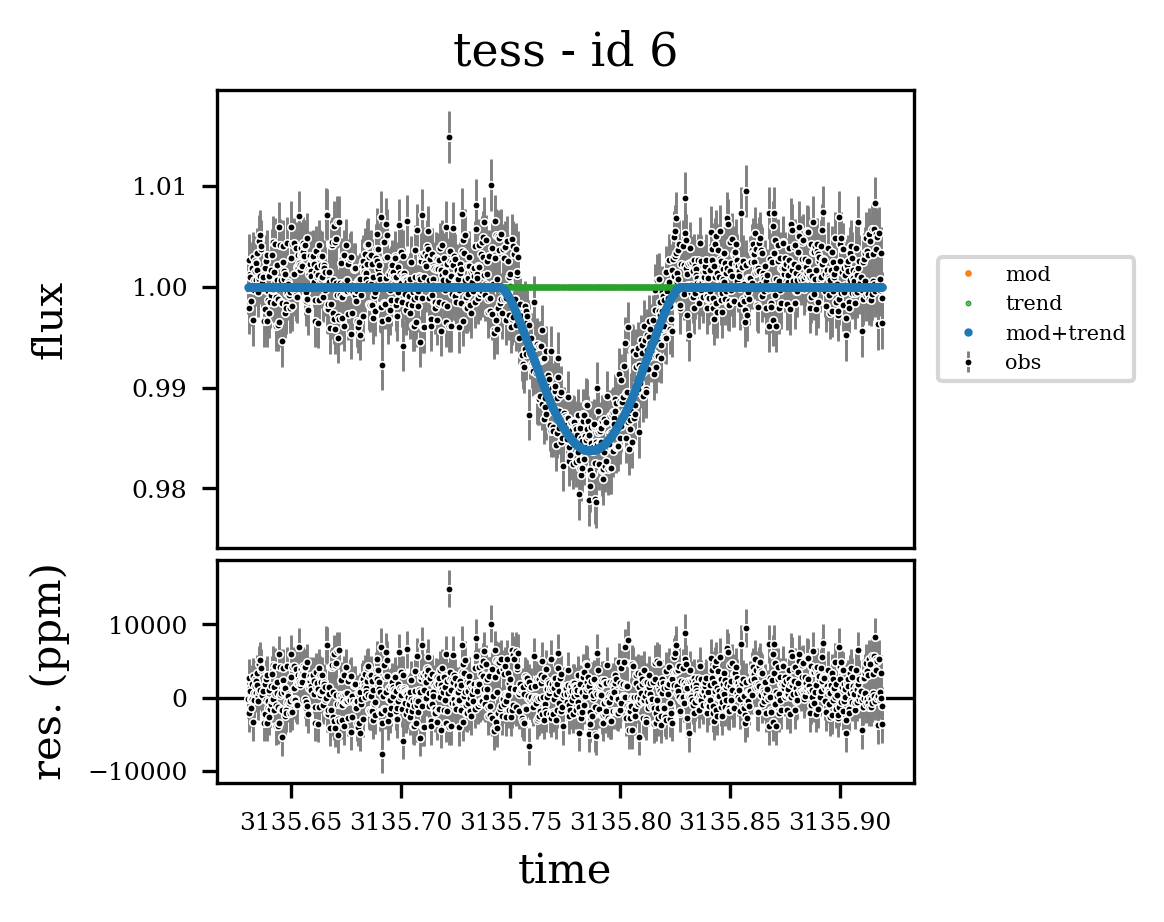 tess - id 6
flux
1.01
1.00
0.99
0.98
mod
trend
mod+trend
obs
res. (ppm)
10000
0
−10000
3135.65 3135.70 3135.75 3135.80 3135.85 3135.90
time